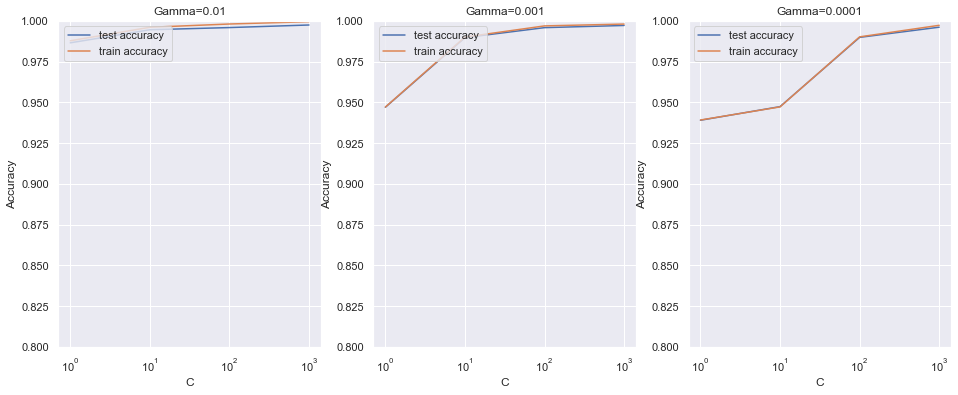 Gamma=0.01
test accuracy
train accuracy
1.000
0.975
0.950
0.925
0.900
0.875
0.850
0.825
0.800
Accuracy
10⁰ 10¹ 10² 10³
C
Gamma=0.001
test accuracy
train accuracy
1.000
0.975
0.950
0.925
0.900
0.875
0.850
0.825
0.800
Accuracy
10⁰ 10¹ 10² 10³
C
Gamma=0.0001
test accuracy
train accuracy
1.000
0.975
0.950
0.925
0.900
0.875
0.850
0.825
0.800
Accuracy
10⁰ 10¹ 10² 10³
C